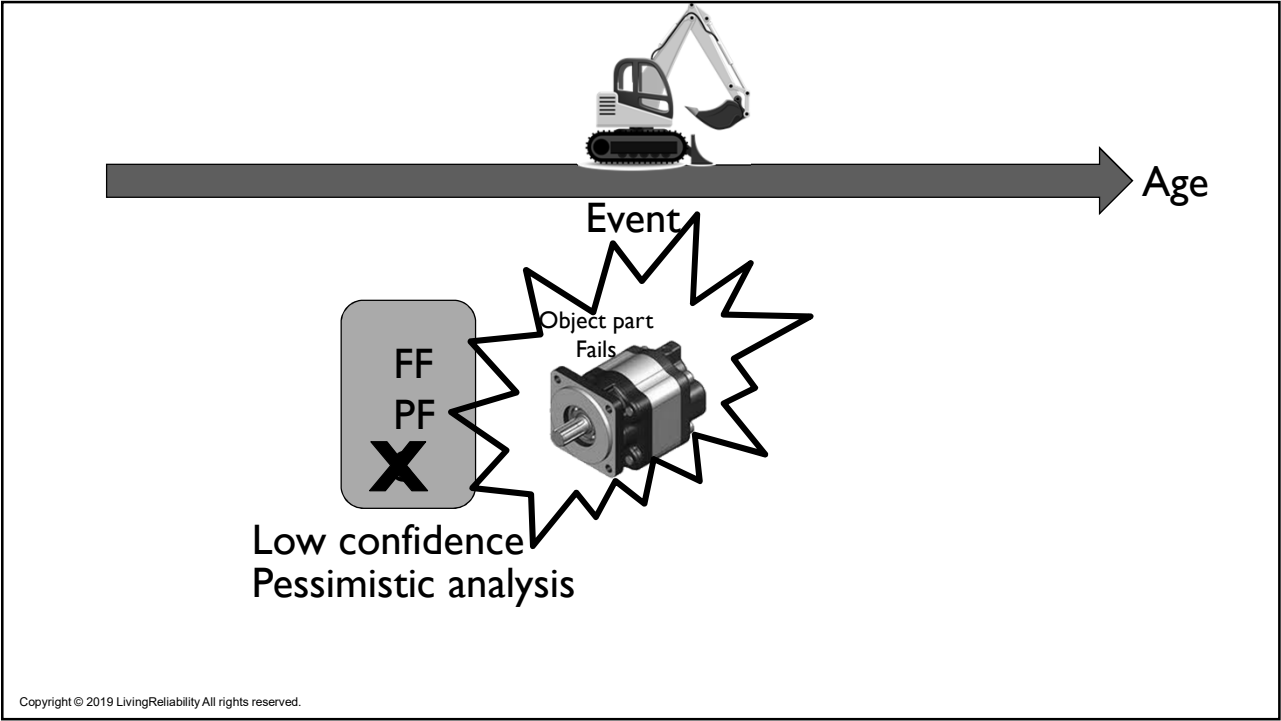 Age
Event
Object part
Fails
FF
PF
X
Low confidence
Pessimistic analysis
Copyright © 2019 LivingReliability All rights reserved.